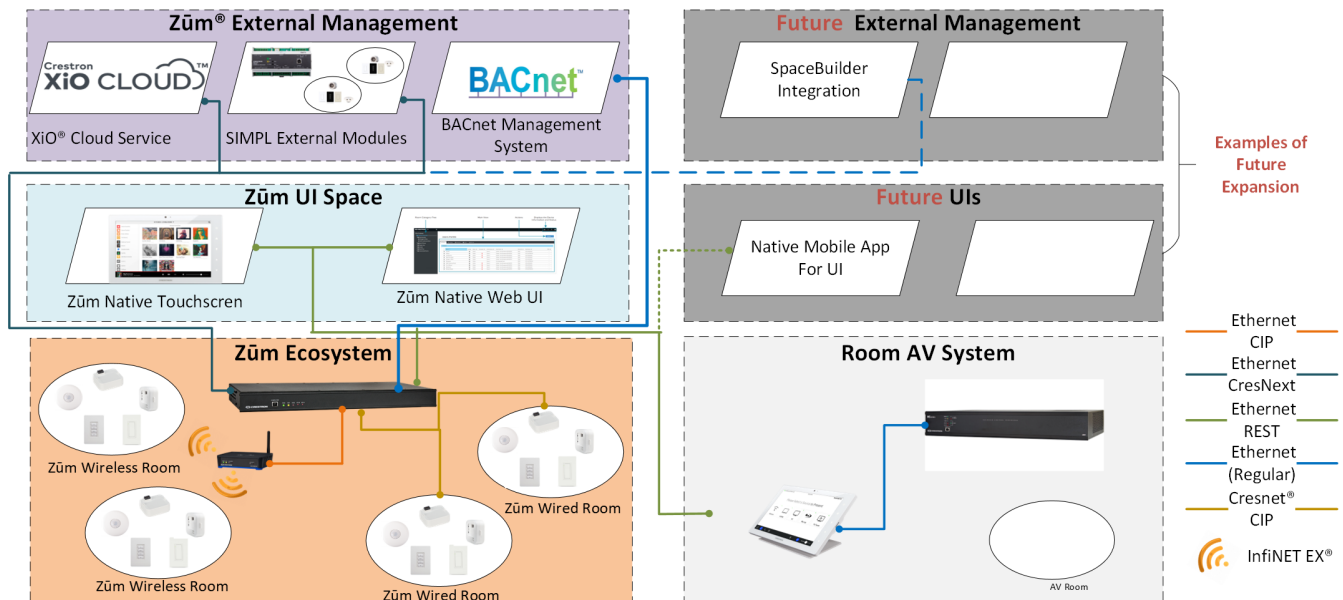 Zūm® External Management
Crestron
XiO CLOUD™
BACnet™
XiO® Cloud Service
SIMPL External Modules
BACnet Management
System
Future External Management
SpaceBuilder
Integration
Examples of
Future
Expansion
Zūm UI Space
Zūm Native Touchscren
Zūm Native Web UI
Future UIs
Native Mobile App
For UI
Zūm Ecosystem
Zūm Wireless Room
Zūm Wired Room
Zūm Wireless Room
Zūm Wired Room
Room AV System
AV Room
Ethernet
CIP
Ethernet
CresNext
Ethernet
REST
Ethernet
(Regular)
Cresnet®
CIP
InfiNET EX®